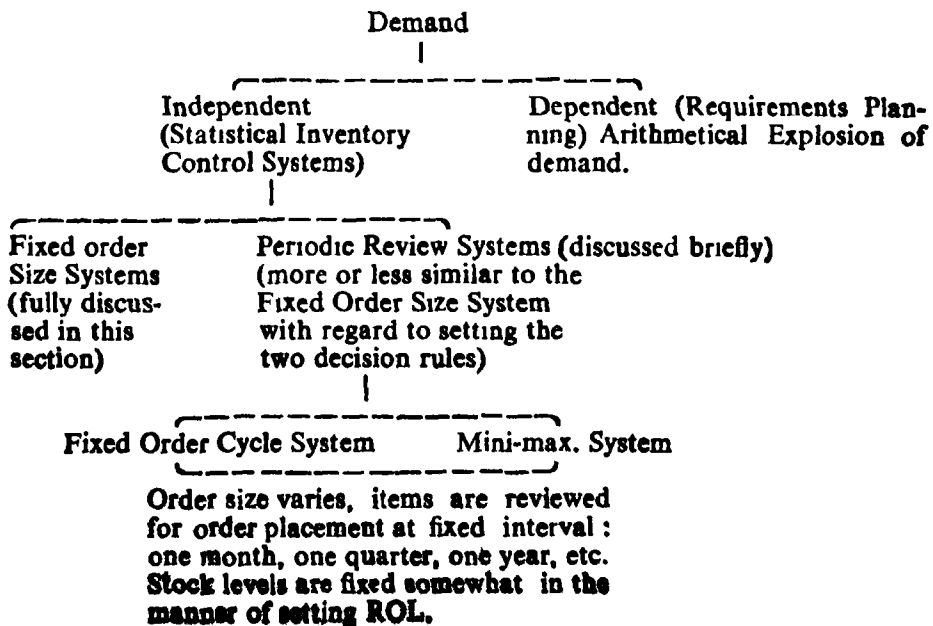 Demand
Independent
(Statistical Inventory
Control Systems)
Dependent (Requirements Plan-
ning) Arithmetical Explosion of
demand.
Fixed order
Size Systems
(fully discus-
sed in this
section)
Periodic Review Systems (discussed briefly)
(more or less similar to the
Fixed Order Size System
with regard to setting the
two decision rules)
Fixed Order Cycle System
Mini-max. System
Order size varies, items are reviewed
for order placement at fixed interval :
one month, one quarter, one year, etc.
Stock levels are fixed somewhat in the
manner of setting ROL.